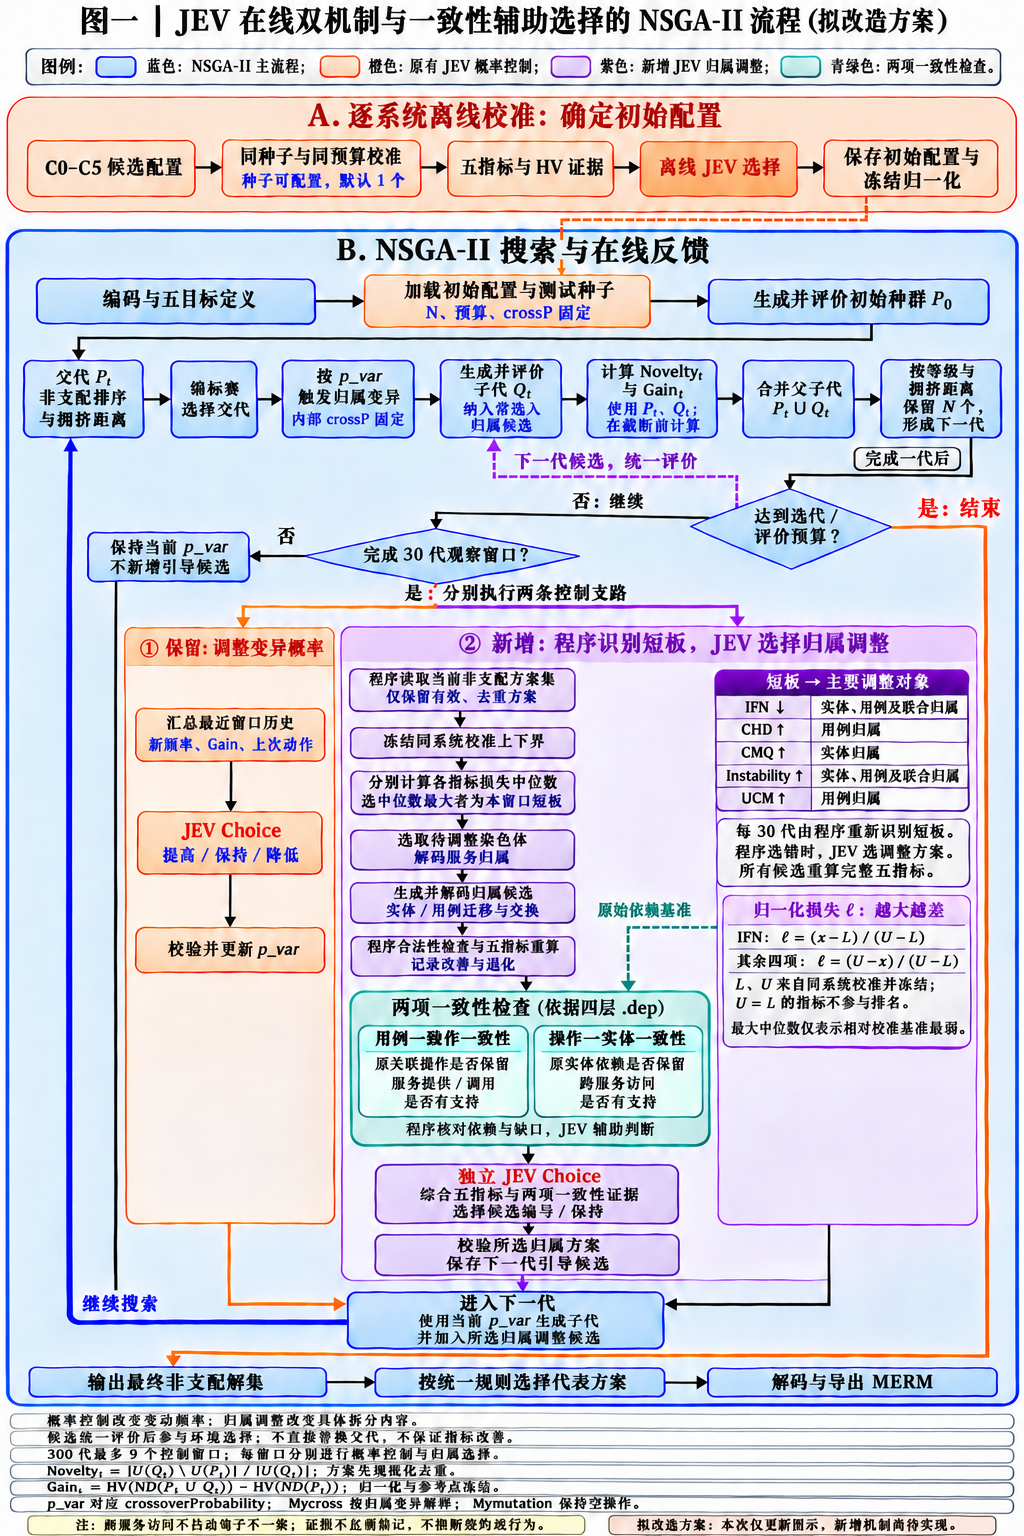 图一 | JEV 在线双机制与一致性辅助选择的 NSGA-II 流程 (拟改造方案)
图例:
蓝色: NSGA-II 主流程;
橙色: 原有 JEV 概率控制;
紫色: 新增 JEV 归属调整;
青绿色: 两项一致性检查。
A. 逐系统离线校准: 确定初始配置
C0–C5 候选配置
同种子与同预算校准
种子可配置, 默认 1 个
五指标与 HV 证据
离线 JEV 选择
保存初始配置与
冻结归一化
B. NSGA-II 搜索与在线反馈
编码与五目标定义
加载初始配置与测试种子
N、预算、crossP 固定
生成并评价初始种群 P₀
父代 Pₜ
非支配排序
与拥挤距离
锦标赛
选择父代
按 p_var
触发归属变异
内部 crossP 固定
生成并评价
子代 Qₜ
归属候选
计算 Noveltyₜ
与 Gainₜ
使用 Pₜ、Qₜ;
在截断前计算
合并父子代
Pₜ ∪ Qₜ
按等级与
拥挤距离
保留 N 个,
形成下一代
完成一代后
下一代候选, 统一评价
达到迭代 /
评价预算 ?
是: 结束
否: 继续
完成 30 代观察窗口?
否
保持当前 p_var
不新增引导候选
是: 分别执行两条控制支路
① 保留: 调整变异概率
汇总最近窗口历史
新颖率、Gain、上次动作
JEV Choice
提高 / 保持 / 降低
校验并更新 p_var
② 新增: 程序识别短板, JEV 选择归属调整
程序读取当前非支配方案集
仅保留有效、去重方案
冻结同系统校准上下界
分别计算各指标损失中位数
选中位数最大者为本窗口短板
选取待调整染色体
解码服务归属
生成并解码归属候选
实体 / 用例迁移与交换
程序合法性检查与五指标重算
记录改善与退化
短板 → 主要调整对象
IFN ↓ 实体、用例及联合归属
CHD ↑ 用例归属
CMQ ↑ 实体归属
Instability ↑ 实体、用例及联合归属
UCM ↑ 用例归属
每 30 代由程序重新识别短板。
程序选错时, JEV 选调整方案。
所有候选重算完整五指标。
原始依赖基准
归一化损失 ℓ: 越大越差
IFN: ℓ = (x – L) / (U – L)
其余四项: ℓ = (U – x) / (U – L)
L、U 来自同系统校准并冻结;
U = L 的指标不参与排名。
最大中位数仅表示相对校准基准最弱。
两项一致性检查 (依据四层 .dep)
用例—致作一致性
原关联操作是否保留
服务提供 / 调用
是否有支持
操作—实体一致性
原实体依赖是否保留
跨服务访问
是否有支持
程序核对依赖与缺口, JEV 辅助判断
独立 JEV Choice
综合五指标与两项一致性证据
选择候选编号 / 保持
校验所选归属方案
保存下一代引导候选
继续搜索
进入下一代
使用当前 p_var 生成子代
并加入所选归属调整候选
输出最终非支配解集
按统一规则选择代表方案
解码与导出 MERM
概率控制改变变动频率; 归属调整改变具体拆分内容。
候选统一评价后参与环境选择; 不直接替换父代, 不保证指标改善。
300 代最多 9 个控制窗口; 每窗口分别进行概率控制与归属选择。
Noveltyₜ = |U(Qₜ) \ U(Pₜ)| / |U(Qₜ)|;
Gainₜ = HV(ND(Pₜ ∪ Qₜ)) – HV(ND(Pₜ)); 归一化与参考点冻结。
p_var 对应 crossoverProbability; Mycross 按归属变异解释; Mymutation 保持空操作。
拟改造方案: 本次仅更新图示, 新增机制尚待实现。